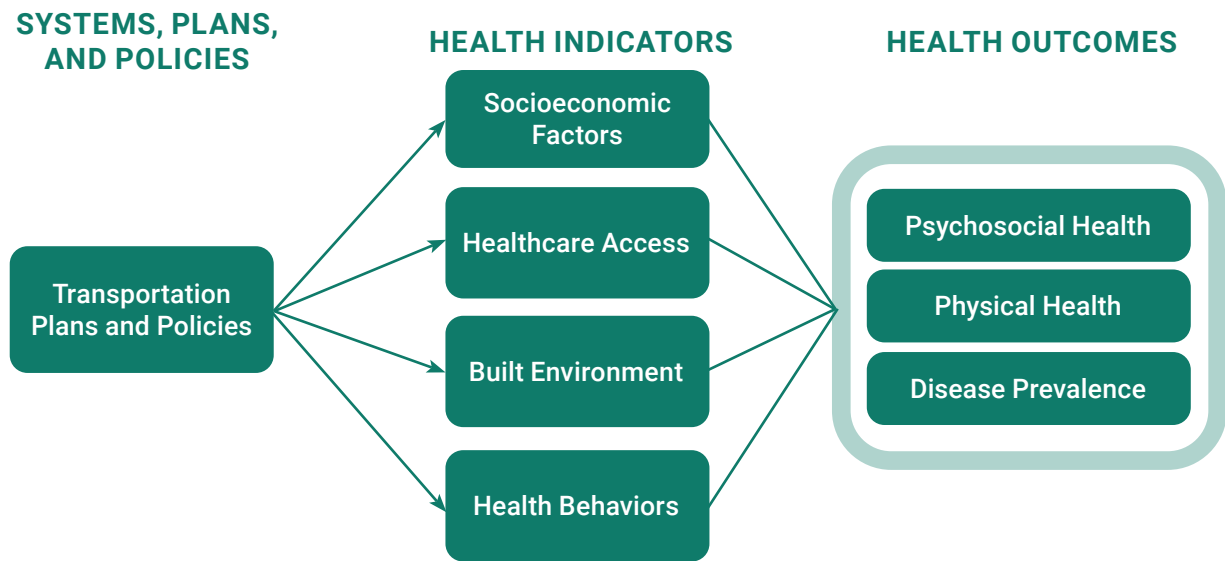 SYSTEMS, PLANS,
AND POLICIES
Transportation
Plans and Policies
HEALTH INDICATORS
Socioeconomic
Factors
Healthcare Access
Built Environment
Health Behaviors
HEALTH OUTCOMES
Psychosocial Health
Physical Health
Disease Prevalence